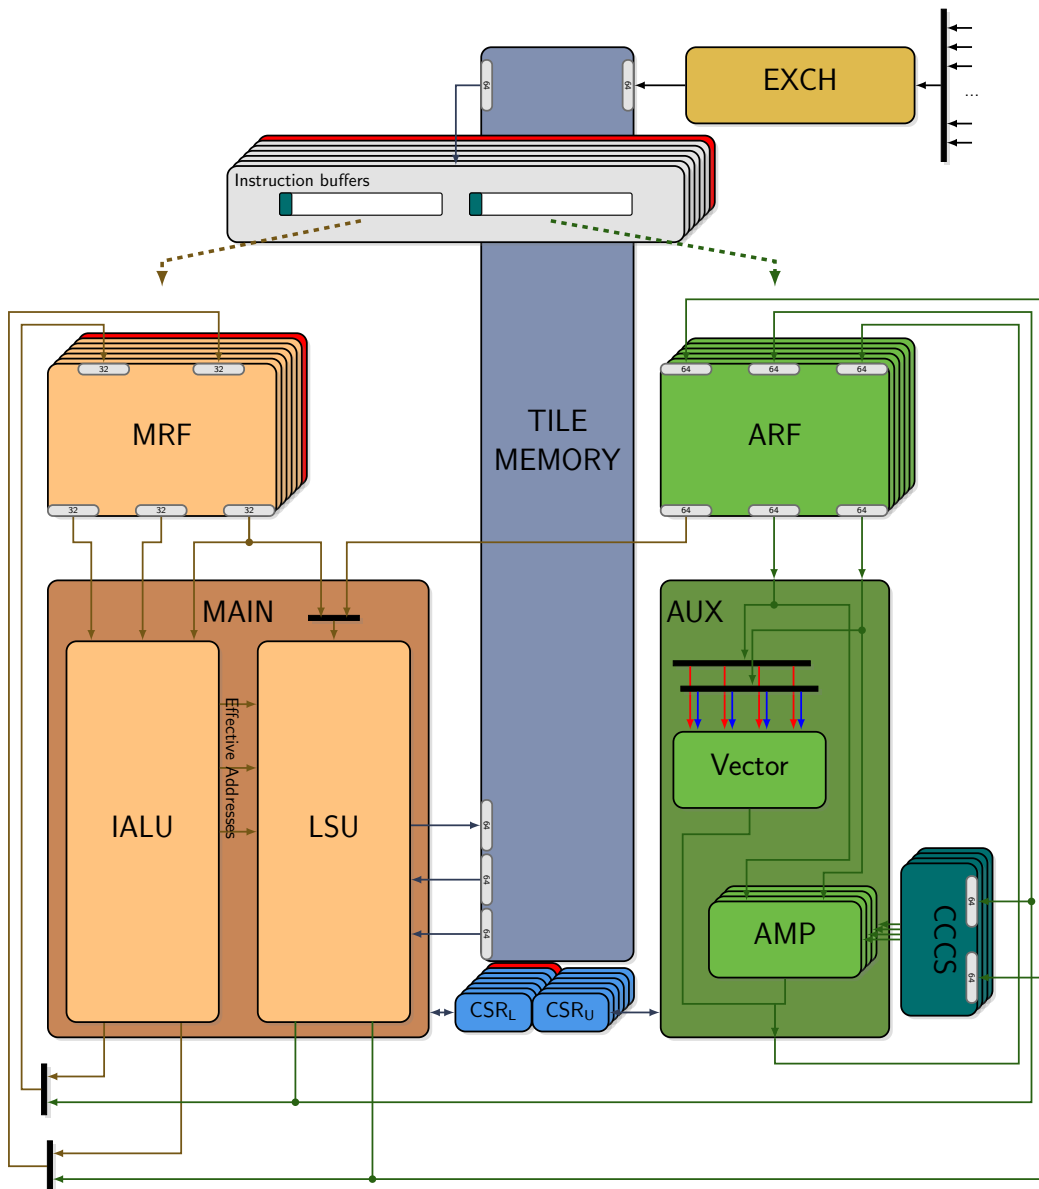 64
64
EXCH
...
Instruction buffers
32
32
64
64
64
MRF
TILE
MEMORY
ARF
32
32
32
64
64
64
MAIN
AUX
Effective Addresses
Vector
IALU
LSU
64
64
64
AMP
CCCS
64
64
CSRL
CSRU